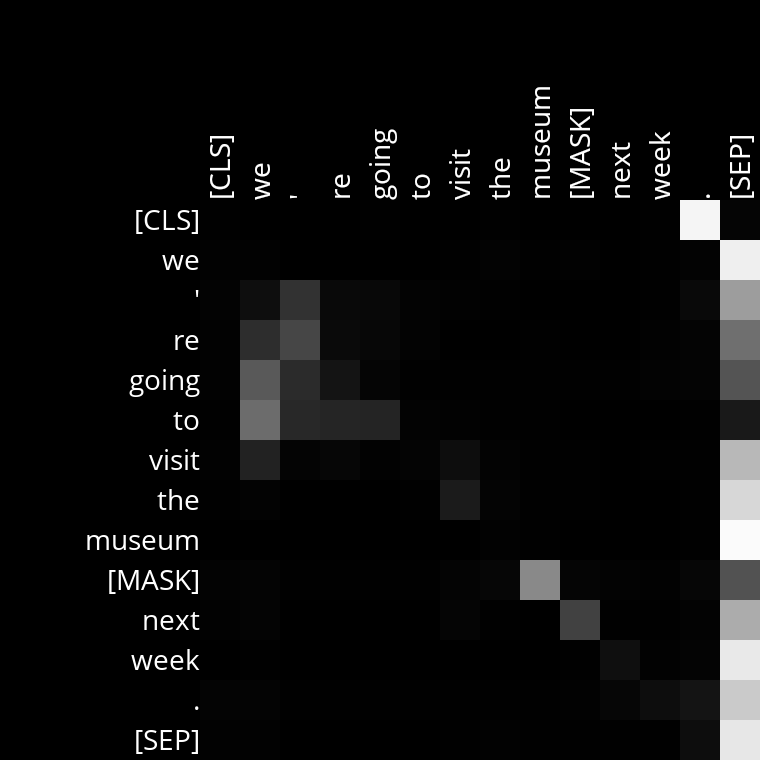 [CLS] we ' re going to visit the museum [MASK] next week . [SEP]
[CLS]
we
'
re
going
to
visit
the
museum
[MASK]
next
week
.
[SEP]